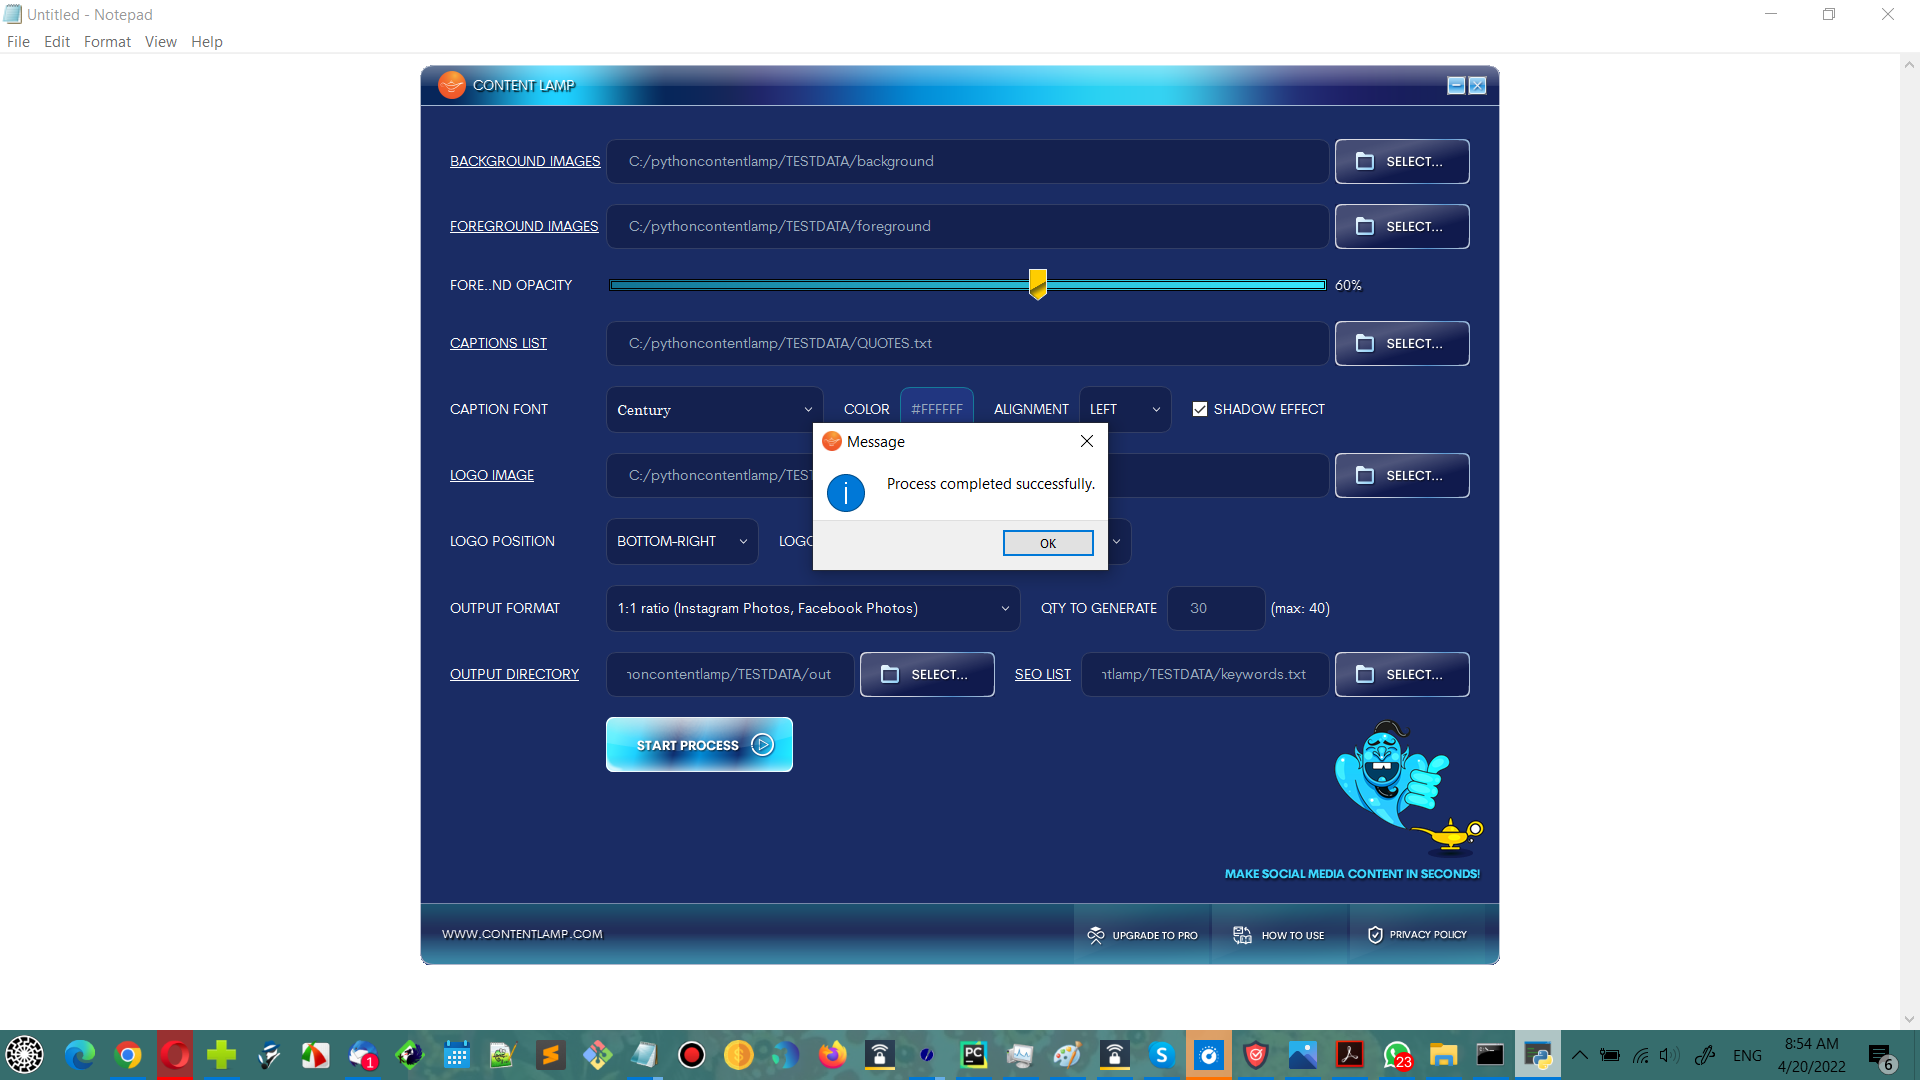 Untitled - Notepad
File Edit Format View Help
CONTENT LAMP
BACKGROUND IMAGES C:/pythoncontentlamp/TESTDATA/background SELECT...
FOREGROUND IMAGES C:/pythoncontentlamp/TESTDATA/foreground SELECT...
FORE..ND OPACITY 60%
CAPTIONS LIST C:/pythoncontentlamp/TESTDATA/QUOTES.txt SELECT...
CAPTION FONT Century COLOR #FFFFFF ALIGNMENT LEFT SHADOW EFFECT
Message
LOGO IMAGE C:/pythoncontentlamp/TEST SELECT...
Process completed successfully.
LOGO POSITION BOTTOM-RIGHT LOGO
OK
OUTPUT FORMAT 1:1 ratio (Instagram Photos, Facebook Photos) QTY TO GENERATE 30 (max: 40)
OUTPUT DIRECTORY honcontentlamp/TESTDATA/out SELECT... SEO LIST ntlamp/TESTDATA/keywords.txt SELECT...
START PROCESS
MAKE SOCIAL MEDIA CONTENT IN SECONDS!
WWW.CONTENTLAMP.COM UPGRADE TO PRO HOW TO USE PRIVACY POLICY
1 PC S 23 ENG 8:54 AM
4/20/2022 6